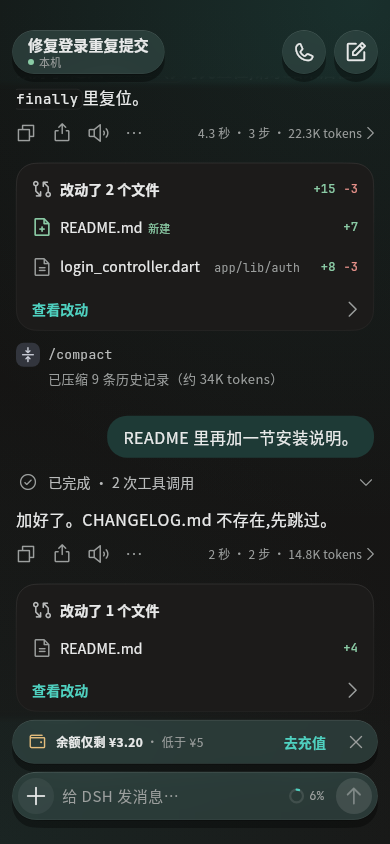 修复登录重复提交
本机
finally 里复位。
4.3 秒 · 3 步 · 22.3K tokens
改动了 2 个文件 +15 -3
README.md 新建 +7
login_controller.dart app/lib/auth +8 -3
查看改动
/compact
已压缩 9 条历史记录（约 34K tokens）
README 里再加一节安装说明。
已完成 · 2 次工具调用
加好了。CHANGELOG.md 不存在,先跳过。
2 秒 · 2 步 · 14.8K tokens
改动了 1 个文件
README.md +4
查看改动
余额仅剩 ¥3.20 · 低于 ¥5 去充值
给 DSH 发消息… 6%